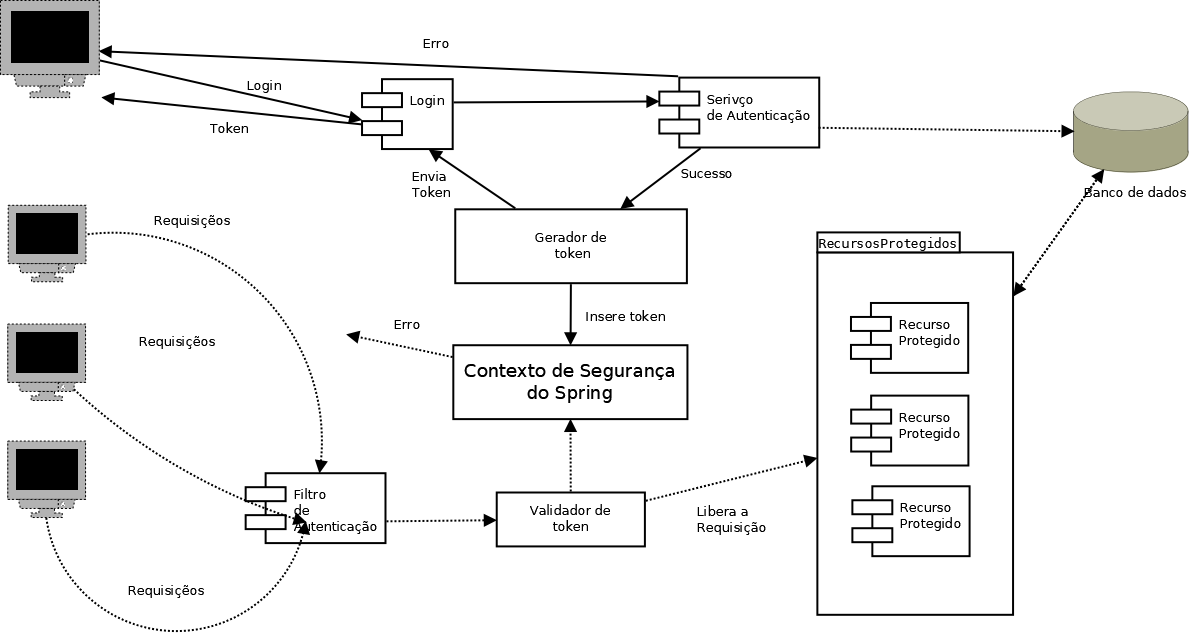 Erro
Login
Token
Login
Serivço
de Autenticação
Envia
Token
Sucesso
Banco de dados
Requisições
Gerador de
token
RecursosProtegidos
Insere token
Erro
Requisições
Recurso
Protegido
Contexto de Segurança
do Spring
Recurso
Protegido
Filtro
de
Autenticação
Validador de
token
Libera a
Requisição
Recurso
Protegido
Requisições